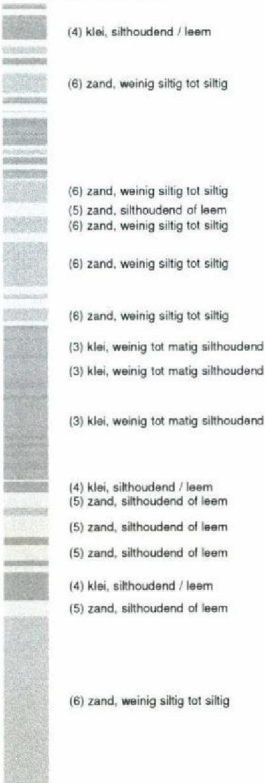 (4) klei, silthoudend / leem
(6) zand, weinig siltig tot siltig
(6) zand, weinig siltig tot siltig
(5) zand, silthoudend of leem
(6) zand, weinig siltig tot siltig
(6) zand, weinig siltig tot siltig
(6) zand, weinig siltig tot siltig
(3) klei, weinig tot matig silthoudend
(3) klei, weinig tot matig silthoudend
(3) klei, weinig tot matig silthoudend
(4) klei, silthoudend / leem
(5) zand, silthoudend of leem
(5) zand, silthoudend of leem
(5) zand, silthoudend of leem
(4) klei, silthoudend / leem
(5) zand, silthoudend of leem
(6) zand, weinig siltig tot siltig